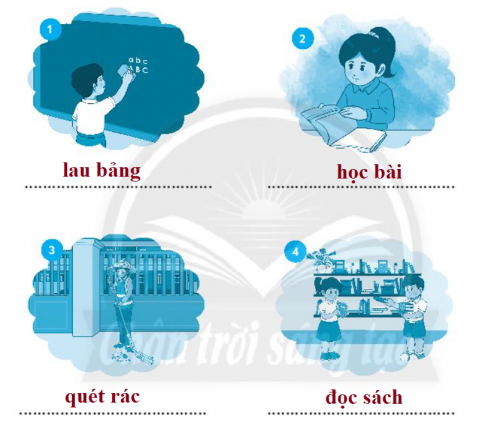 1
a b c
A B C
lau bảng
2
học bài
3
quét rác
4
đọc sách
Chân trời sáng tạo